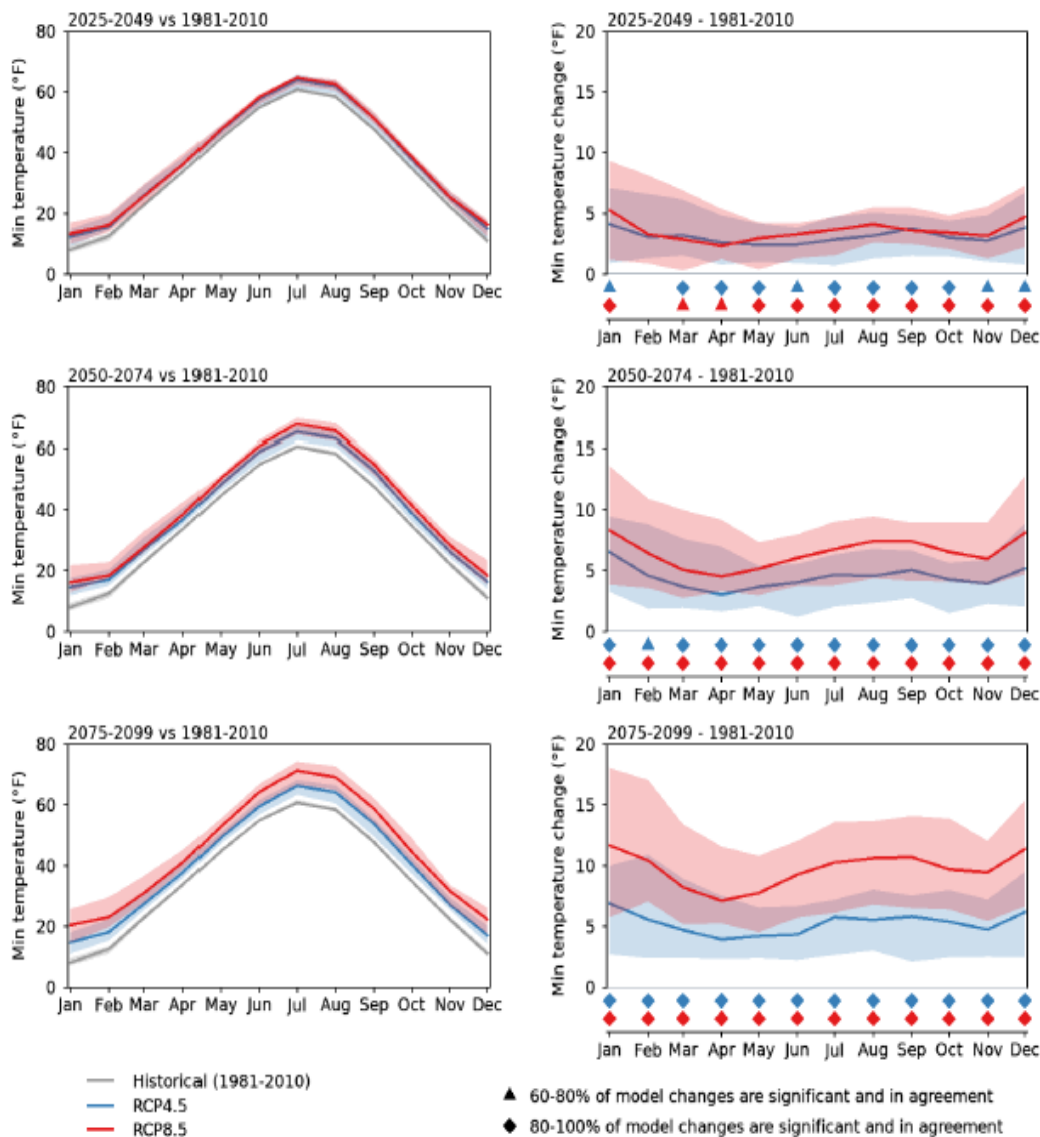 2025-2049 vs 1981-2010
80
60
40
20
0
Min temperature (°F)
Jan Feb Mar Apr May Jun Jul Aug Sep Oct Nov Dec
2025-2049 - 1981-2010
20
15
10
5
0
Min temperature change (°F)
Jan Feb Mar Apr May Jun Jul Aug Sep Oct Nov Dec
2050-2074 vs 1981-2010
80
60
40
20
0
Min temperature (°F)
Jan Feb Mar Apr May Jun Jul Aug Sep Oct Nov Dec
2050-2074 - 1981-2010
20
15
10
5
0
Min temperature change (°F)
Jan Feb Mar Apr May Jun Jul Aug Sep Oct Nov Dec
2075-2099 vs 1981-2010
80
60
40
20
0
Min temperature (°F)
Jan Feb Mar Apr May Jun Jul Aug Sep Oct Nov Dec
2075-2099 - 1981-2010
20
15
10
5
0
Min temperature change (°F)
Jan Feb Mar Apr May Jun Jul Aug Sep Oct Nov Dec
Historical (1981-2010)
RCP4.5
RCP8.5
60-80% of model changes are significant and in agreement
80-100% of model changes are significant and in agreement